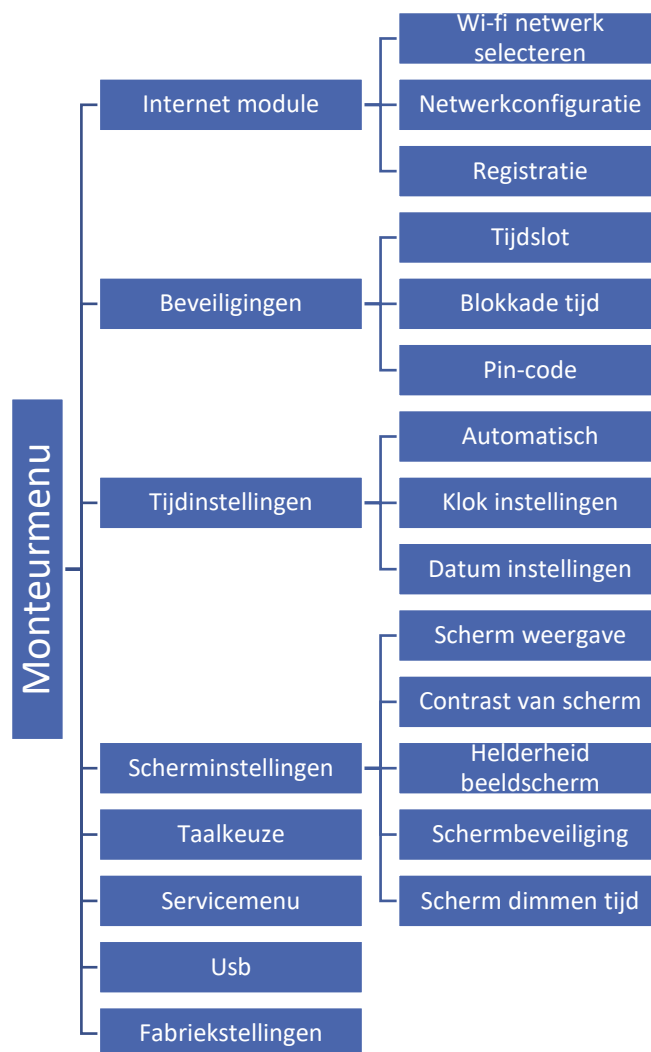 Monteurmenu
Internet module
Wi-fi netwerk
selecteren
Netwerkconfiguratie
Registratie
Beveiligingen
Tijdslot
Blokkade tijd
Pin-code
Tijdinstellingen
Automatisch
Klok instellingen
Datum instellingen
Scherminstellingen
Scherm weergave
Contrast van scherm
Helderheid
beeldscherm
Schermbeveiliging
Scherm dimmen tijd
Taalkeuze
Servicemenu
Usb
Fabriekstellingen